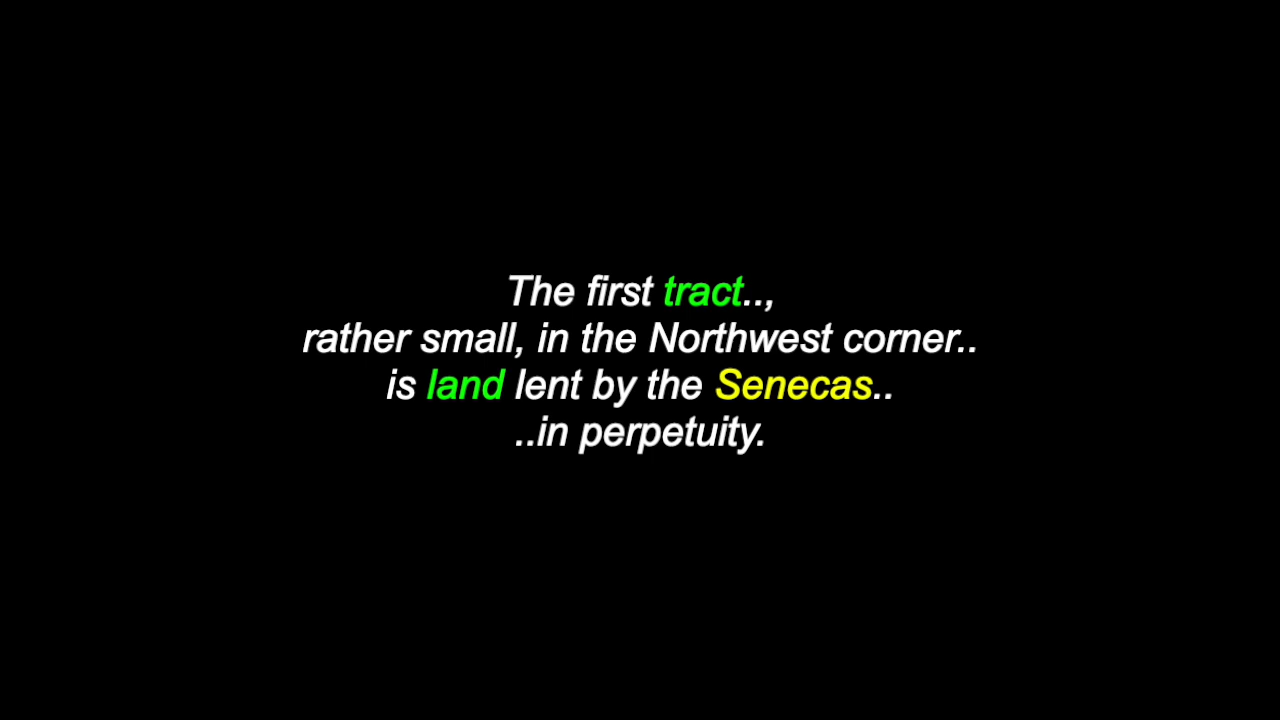 The first tract..,
rather small, in the Northwest corner..
is land lent by the Senecas..
..in perpetuity.